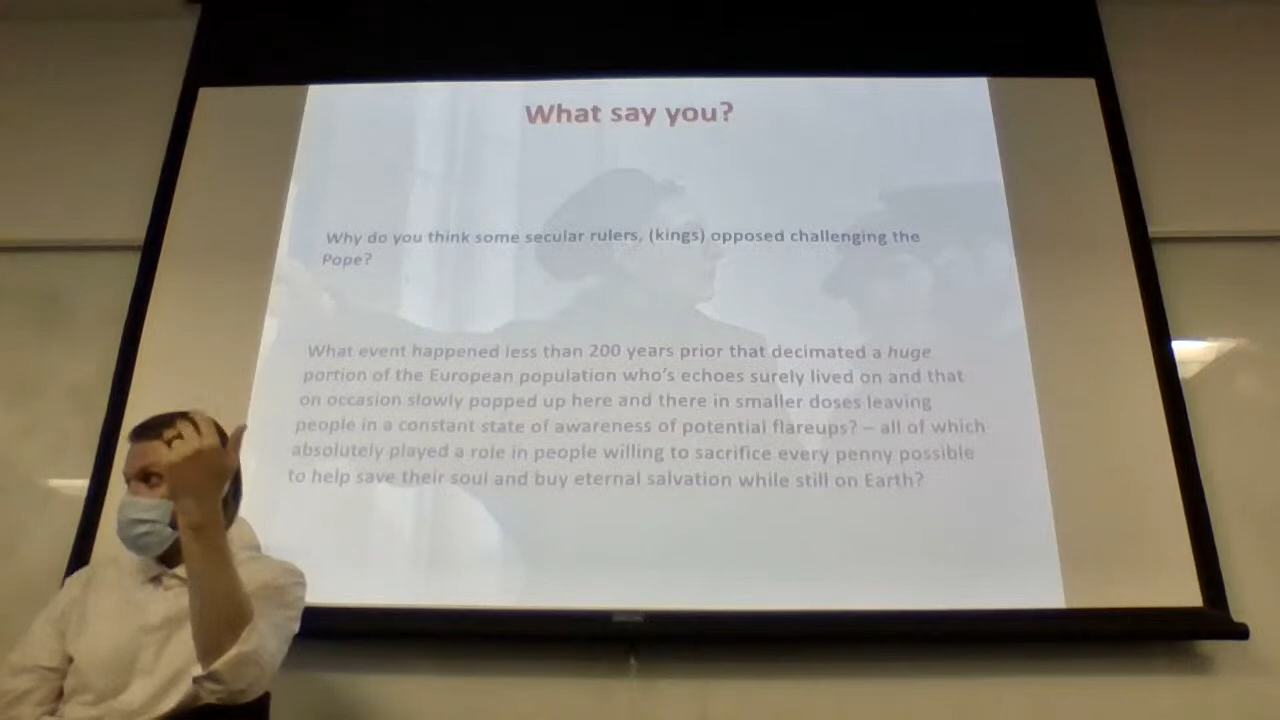 What say you?
Why do you think some secular rulers, (kings) opposed challenging the
Pope?
What event happened less than 200 years prior that decimated a huge
portion of the European population who's echoes surely lived on and that
on occasion slowly popped up here and there in smaller doses leaving
people in a constant state of awareness of potential flareups? – all of which
absolutely played a role in people willing to sacrifice every penny possible
to help save their soul and buy eternal salvation while still on Earth?